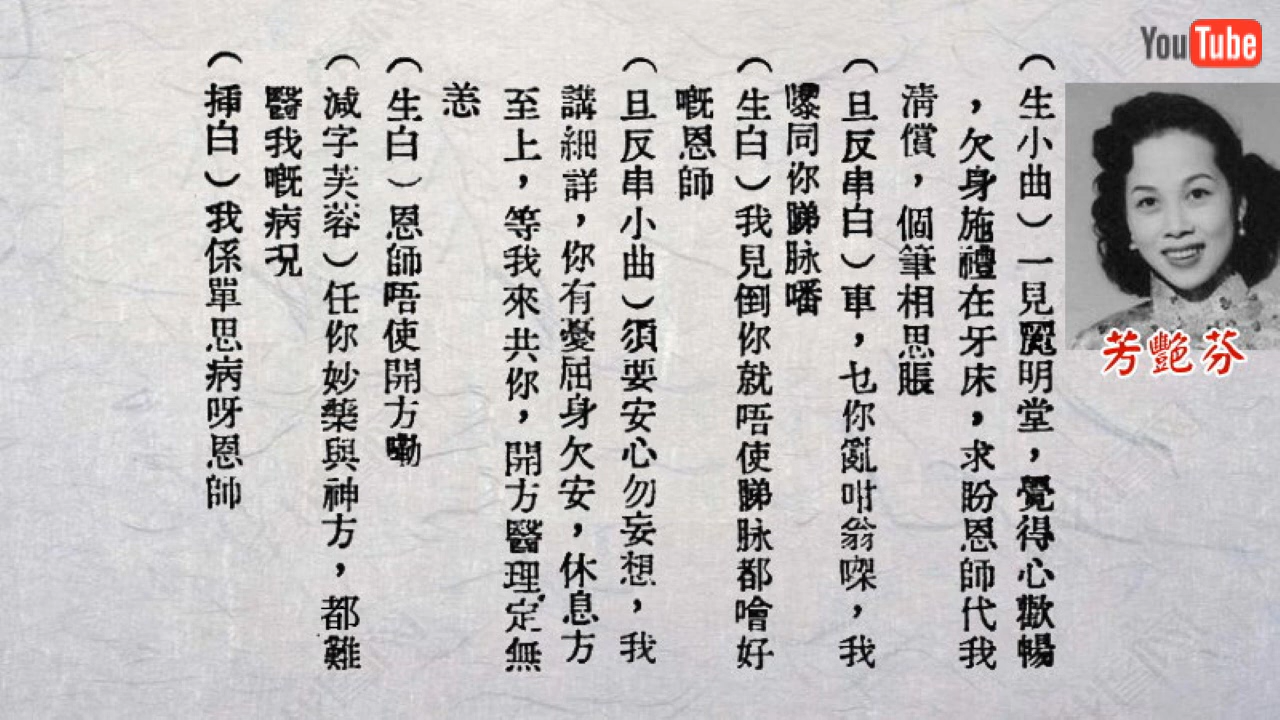 YouTube
芳艷芬
（生小曲）一見麗明堂，覺得心歡暢
，欠身施禮在牙床，求盼恩師代我
淸償，個筆相思賬
（旦反串白）車，乜你亂咁翁㗎，我
嚟同你睇脉噃
（生白）我見倒你就唔使睇脉都噲好
嘅恩師
（旦反串小曲）須要安心勿妄想，我
講細詳，你有憂屈身欠安，休息方
至上，等我來共你，開方醫理定無
恙
（生白）恩師唔使開方嘞
（減字芙蓉）任你妙藥與神方，都難
醫我嘅病况
（揷白）我係單思病呀恩師